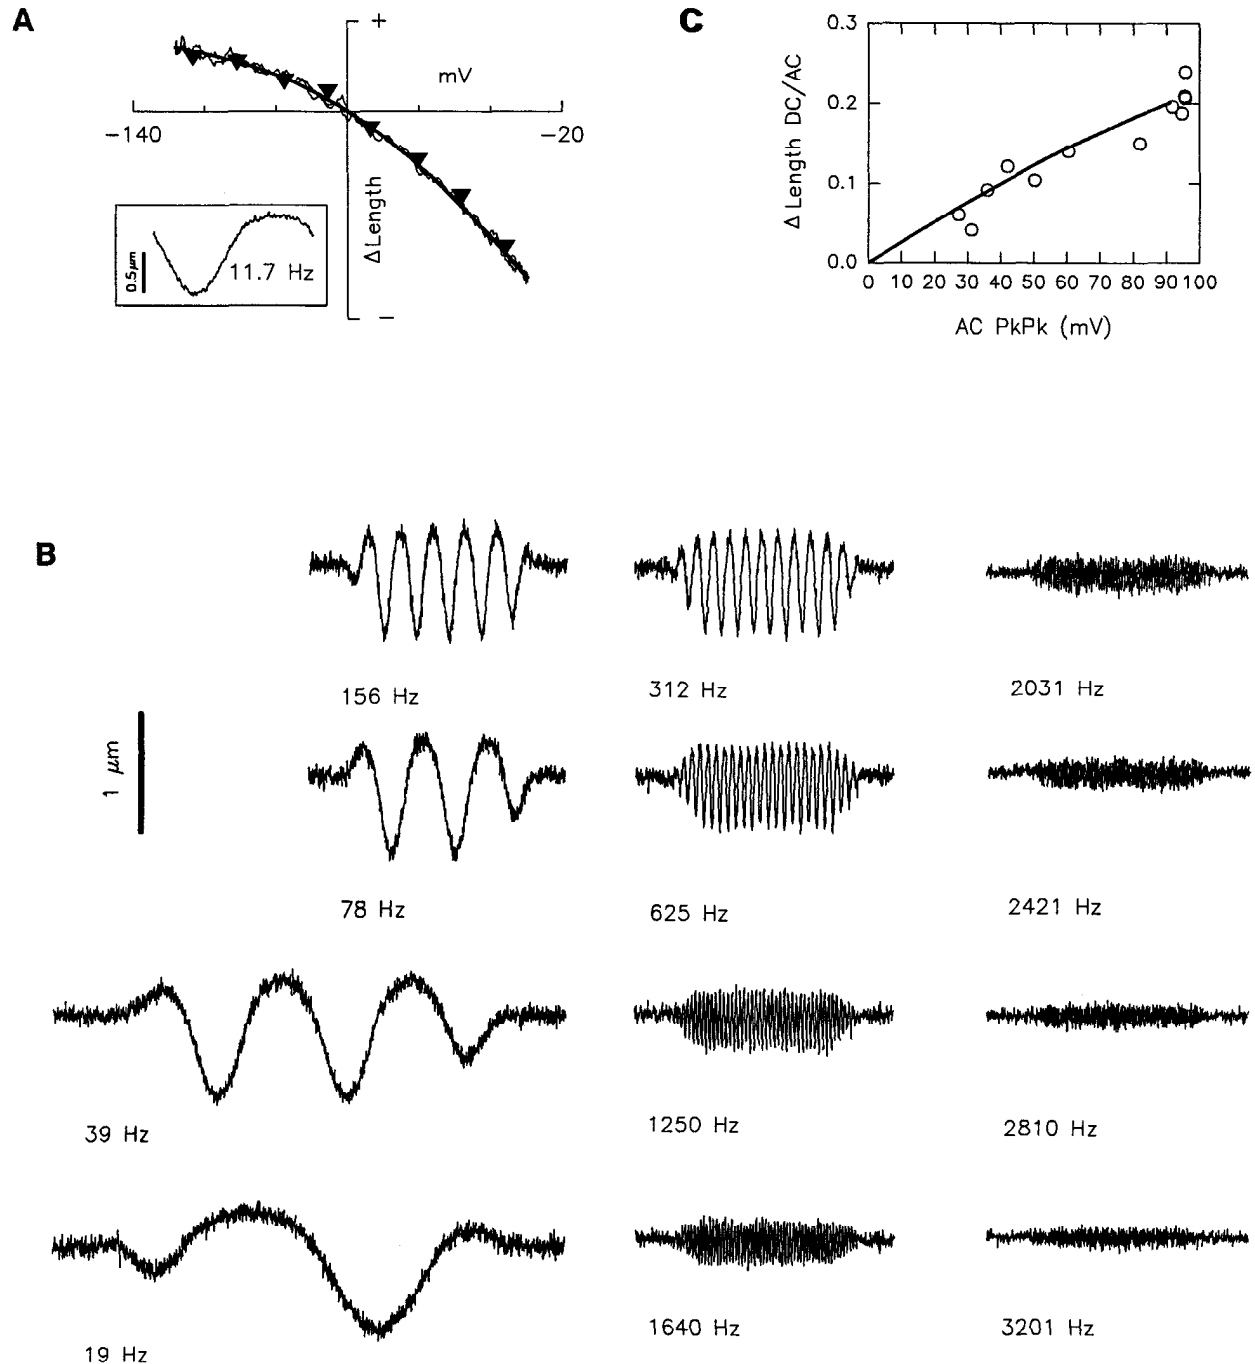 A
+
mV
−140
−20
ΔLength
−
0.5μm
11.7 Hz
C
0.3
0.2
0.1
0.0
Δ Length DC/AC
0 10 20 30 40 50 60 70 80 90 100
AC PkPk (mV)
B
156 Hz
312 Hz
2031 Hz
1 μm
78 Hz
625 Hz
2421 Hz
39 Hz
1250 Hz
2810 Hz
19 Hz
1640 Hz
3201 Hz